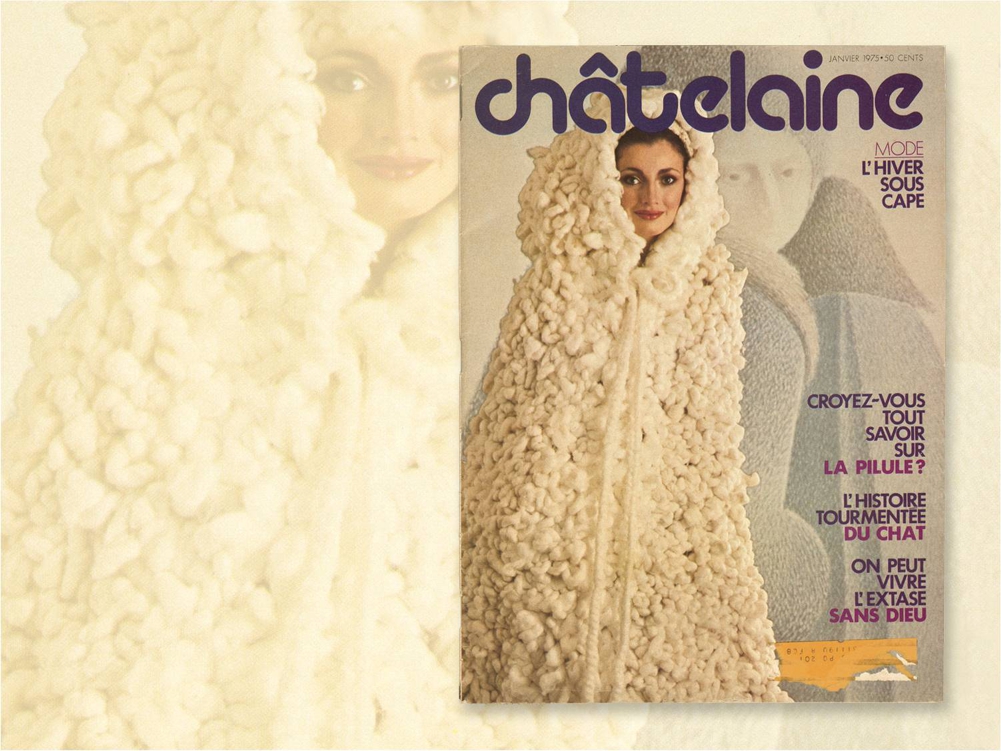 châtelaine
JANVIER 1975•50 CENTS
MODE
L'HIVER
SOUS
CAPE
CROYEZ-VOUS
TOUT
SAVOIR
SUR
LA PILULE?
L'HISTOIRE
TOURMENTÉE
DU CHAT
ON PEUT
VIVRE
L'EXTASE
SANS DIEU